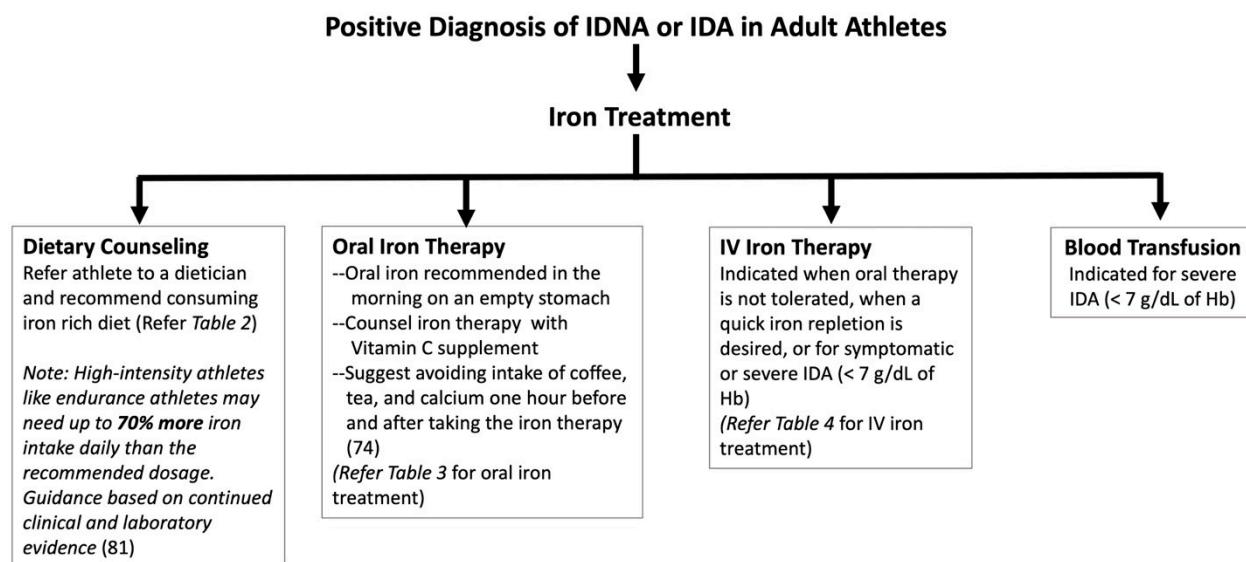 Positive Diagnosis of IDNA or IDA in Adult Athletes
Iron Treatment
Dietary Counseling
Refer athlete to a dietician
and recommend consuming
iron rich diet (Refer Table 2)
Note: High-intensity athletes
like endurance athletes may
need up to 70% more iron
intake daily than the
recommended dosage.
Guidance based on continued
clinical and laboratory
evidence (81)
Oral Iron Therapy
--Oral iron recommended in the
morning on an empty stomach
--Counsel iron therapy with
Vitamin C supplement
--Suggest avoiding intake of coffee,
tea, and calcium one hour before
and after taking the iron therapy
(74)
(Refer Table 3 for oral iron
treatment)
IV Iron Therapy
Indicated when oral therapy
is not tolerated, when a
quick iron repletion is
desired, or for symptomatic
or severe IDA (< 7 g/dL of
Hb)
(Refer Table 4 for IV iron
treatment)
Blood Transfusion
Indicated for severe
IDA (< 7 g/dL of Hb)